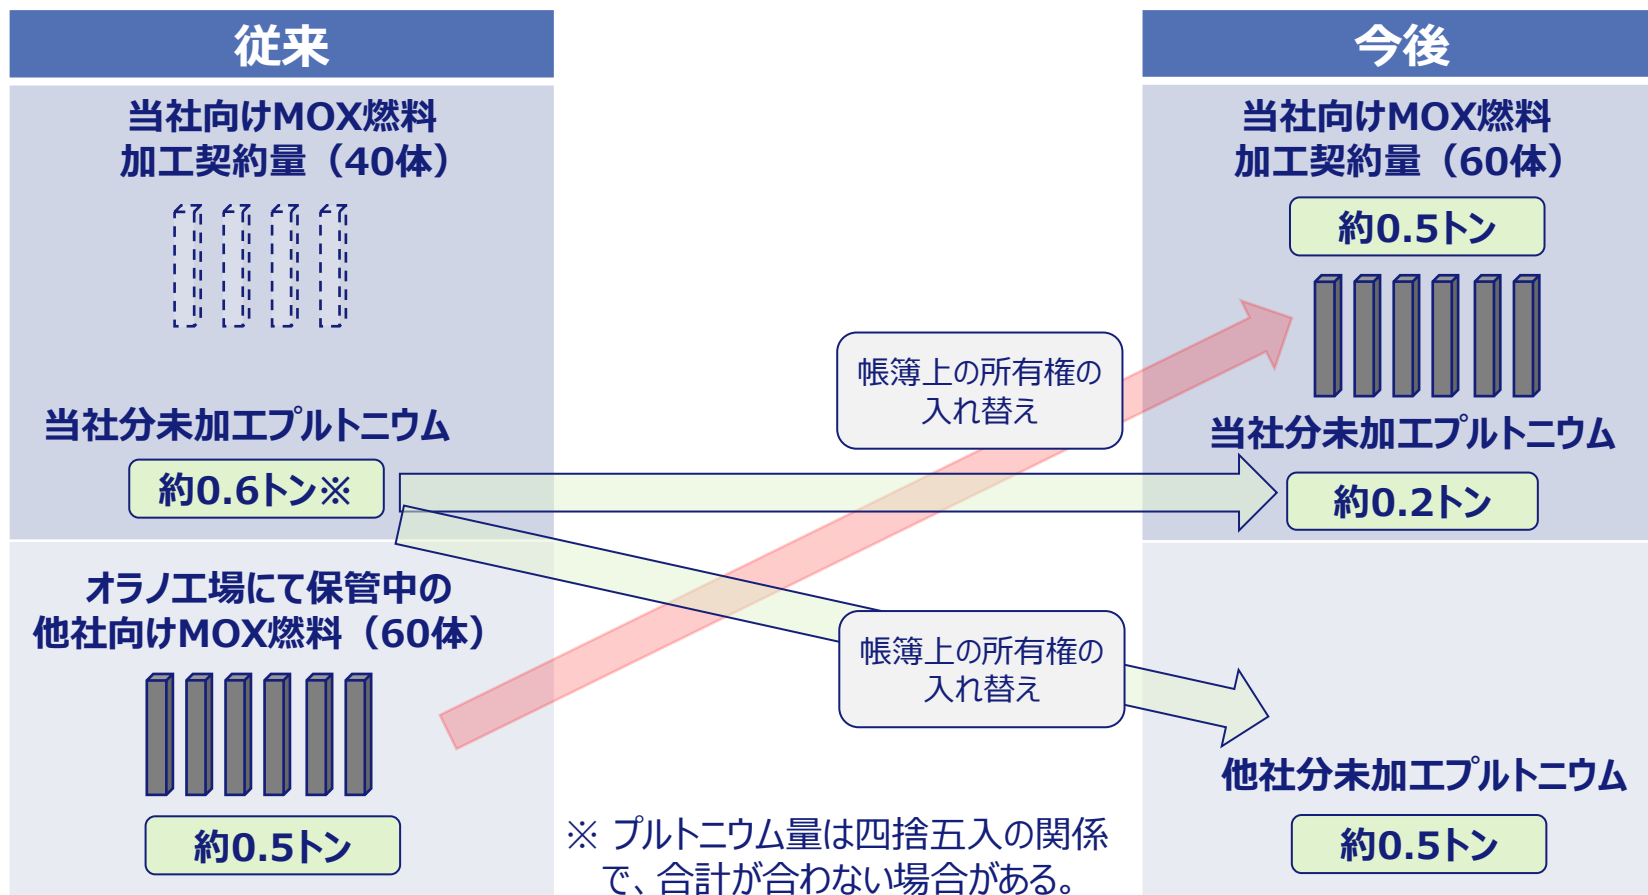 従来
当社向けMOX燃料
加工契約量（40体）
当社分未加工プルトニウム
約0.6トン※
オラノ工場にて保管中の
他社向けMOX燃料（60体）
約0.5トン
帳簿上の所有権の
入れ替え
帳簿上の所有権の
入れ替え
※ プルトニウム量は四捨五入の関係
で、合計が合わない場合がある。
今後
当社向けMOX燃料
加工契約量（60体）
約0.5トン
当社分未加工プルトニウム
約0.2トン
他社分未加工プルトニウム
約0.5トン